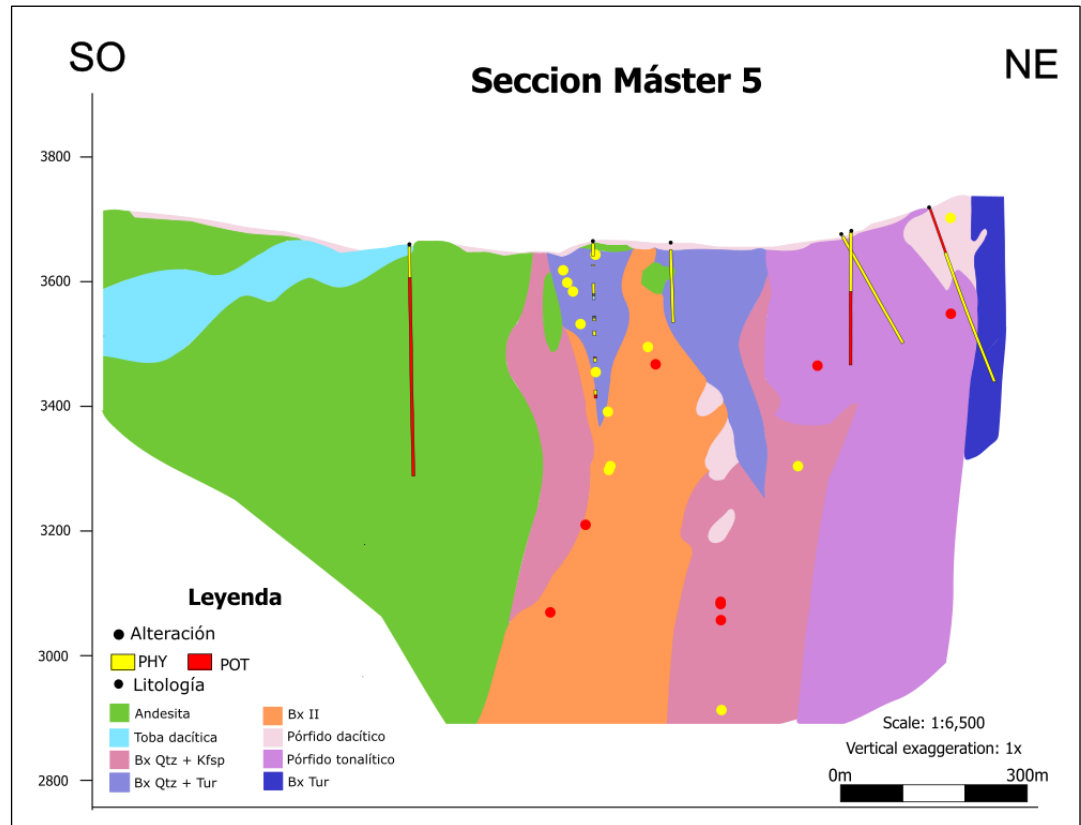 SO
NE
Seccion Máster 5
3800
3600
3400
3200
3000
2800
Leyenda
Alteración
PHY
POT
Litología
Andesita
Toba dacítica
Bx Qtz + Kfsp
Bx Qtz + Tur
Bx II
Pórfido dacítico
Pórfido tonalítico
Bx Tur
Scale: 1:6,500
Vertical exaggeration: 1x
0m 300m